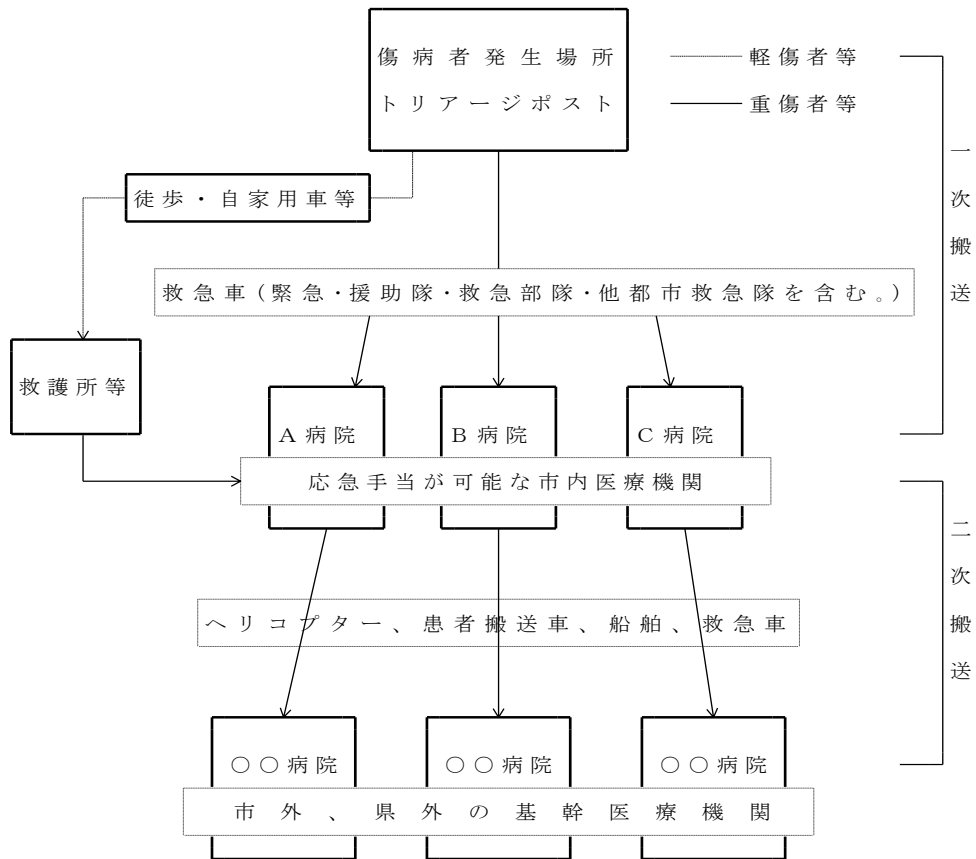 傷病者発生場所
トリアージポスト
軽傷者等
重傷者等
一次搬送
徒歩・自家用車等
救急車(緊急・援助隊・救急部隊・他都市救急隊を含む。)
救護所等
A病院
B病院
C病院
応急手当が可能な市内医療機関
二次搬送
ヘリコプター、患者搬送車、船舶、救急車
○○病院
○○病院
○○病院
市外、県外の基幹医療機関